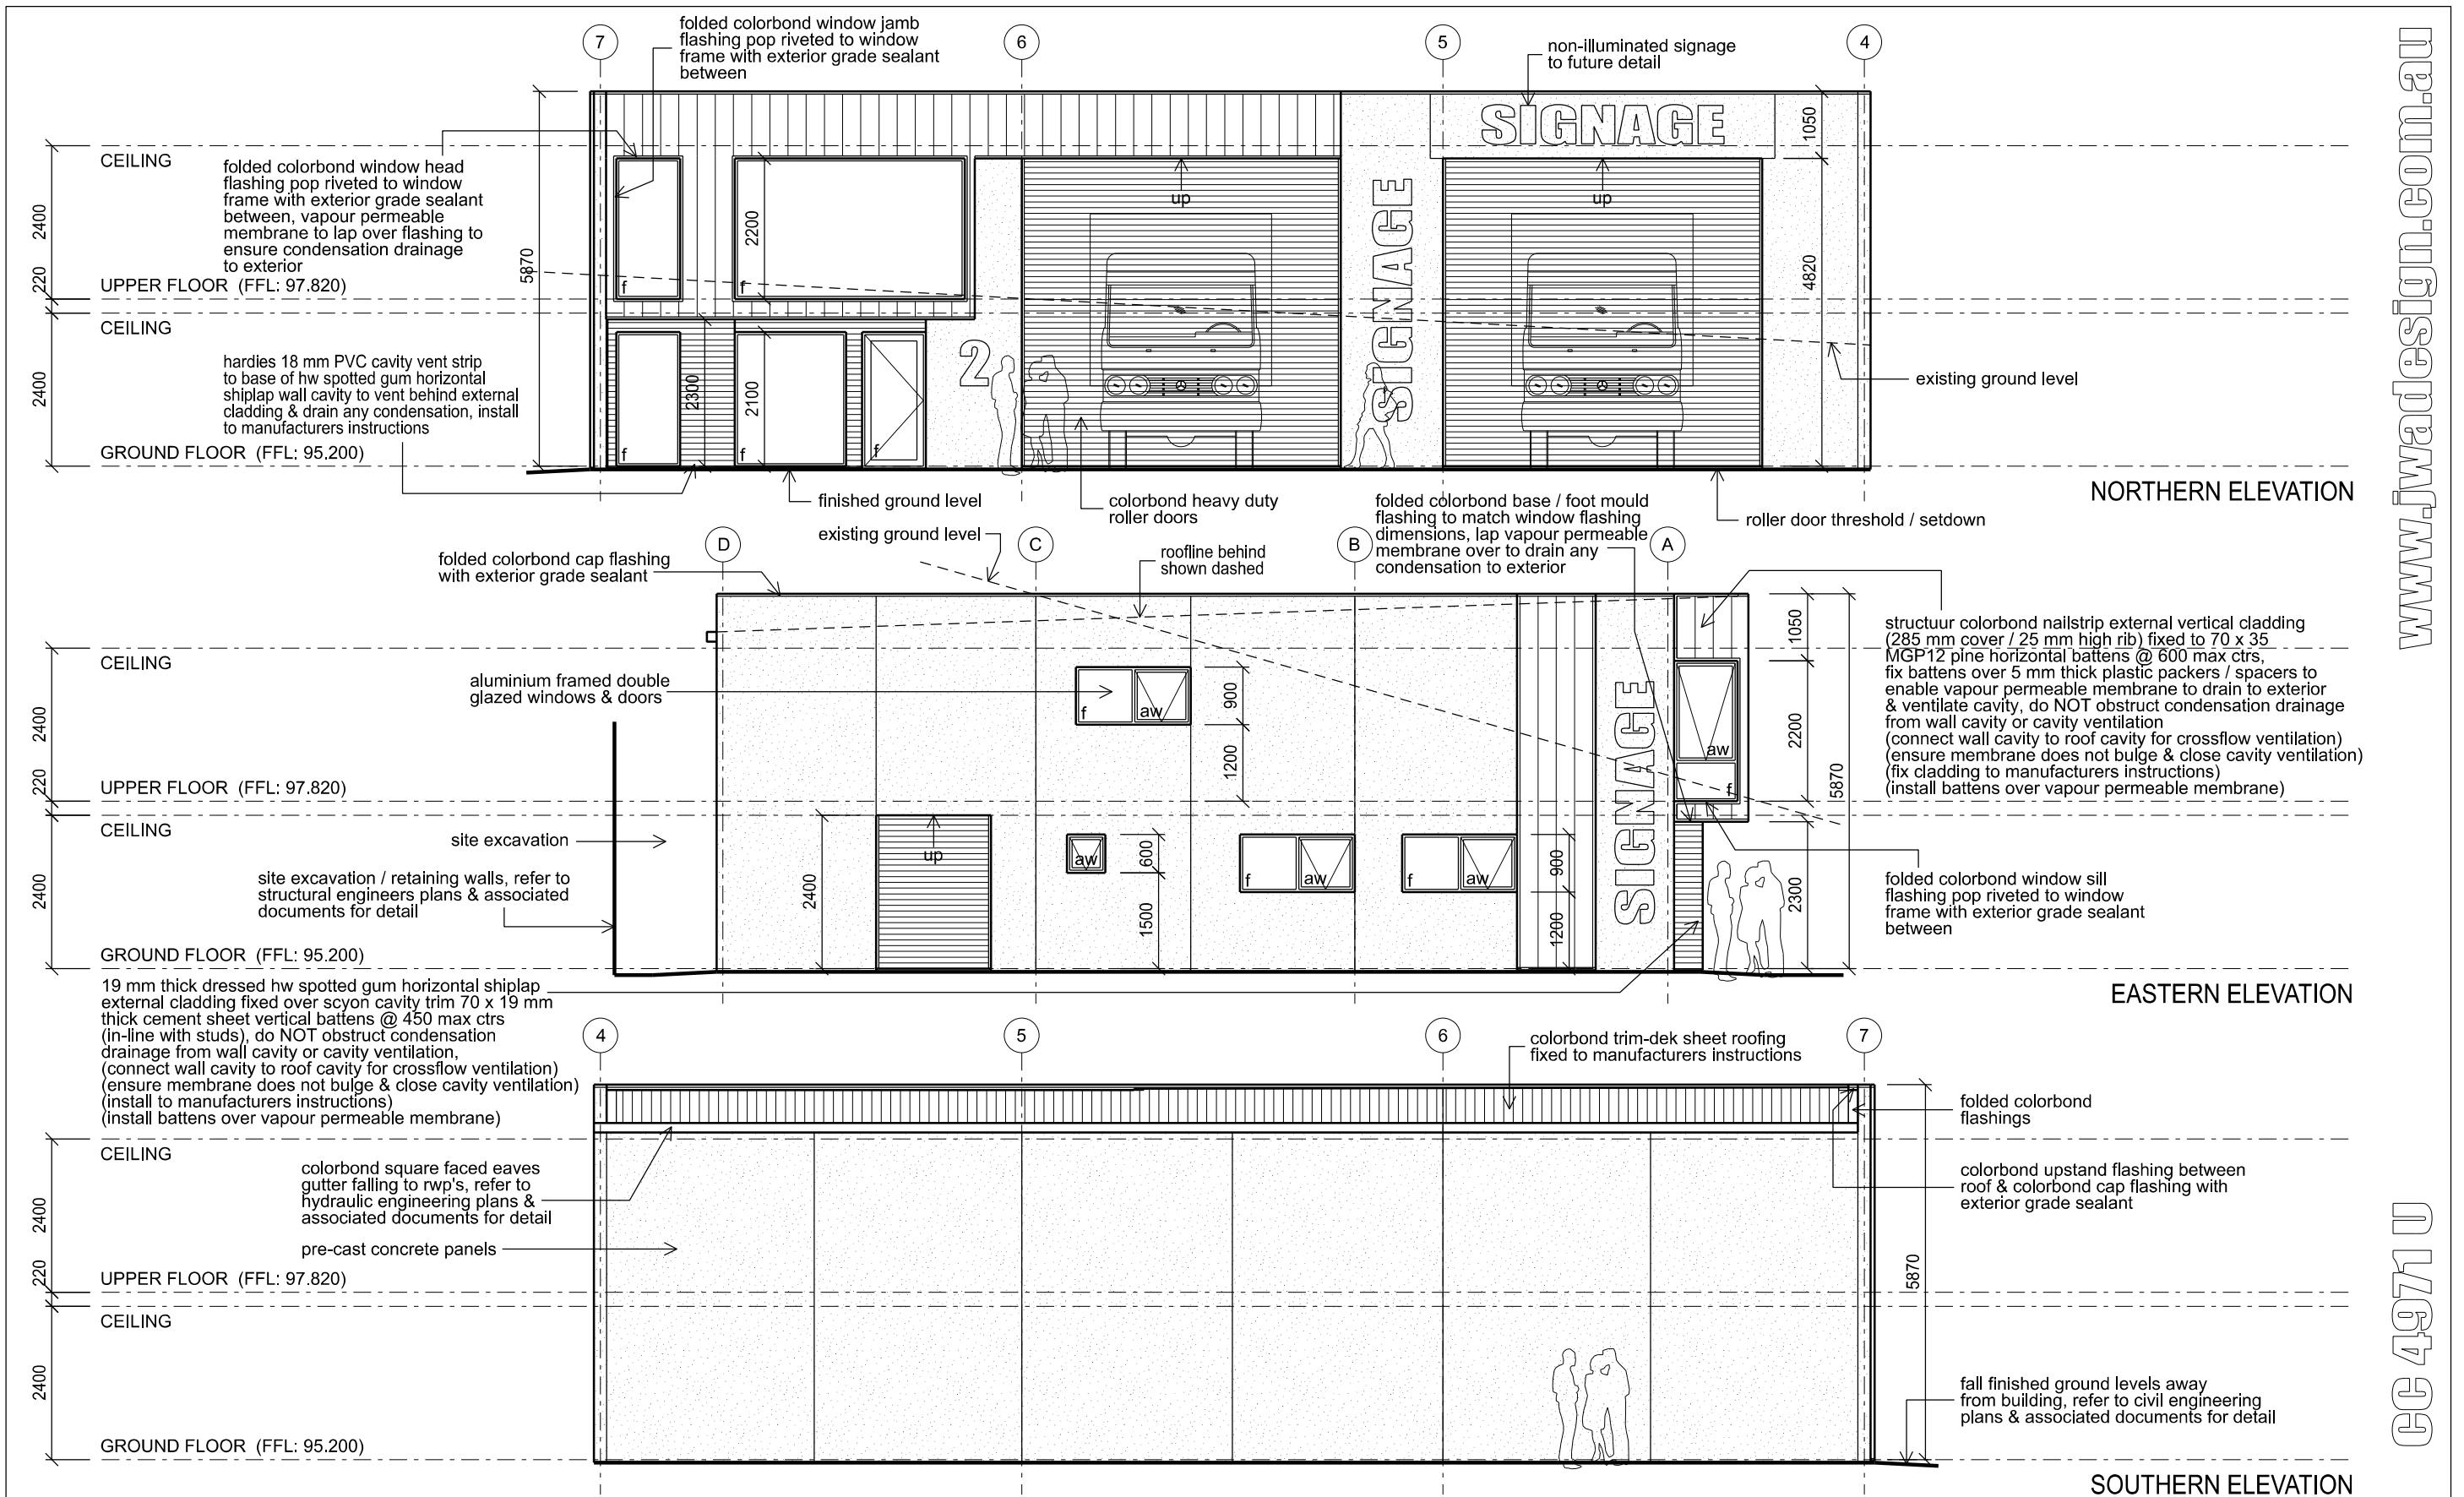 7
6
5
4
folded colorbond window jamb
flashing pop riveted to window
frame with exterior grade sealant
between
non-illuminated signage
to future detail
SIGNAGE
1050
CEILING
folded colorbond window head
flashing pop riveted to window
frame with exterior grade sealant
between, vapour permeable
membrane to lap over flashing to
ensure condensation drainage
to exterior
2400
220
5870
2200
up
up
SIGNAGE
4820
f
f
UPPER FLOOR (FFL: 97.820)
CEILING
hardies 18 mm PVC cavity vent strip
to base of hw spotted gum horizontal
shiplap wall cavity to vent behind external
cladding & drain any condensation, install
to manufacturers instructions
2400
2300
2100
2
f
f
f
existing ground level
GROUND FLOOR (FFL: 95.200)
finished ground level
colorbond heavy duty
roller doors
roller door threshold / setdown
NORTHERN ELEVATION
folded colorbond base / foot mould
flashing to match window flashing
dimensions, lap vapour permeable
membrane over to drain any
condensation to exterior
existing ground level
D
C
B
A
folded colorbond cap flashing
with exterior grade sealant
roofline behind
shown dashed
structuur colorbond nailstrip external vertical cladding
(285 mm cover / 25 mm high rib) fixed to 70 x 35
MGP12 pine horizontal battens @ 600 max ctrs,
fix battens over 5 mm thick plastic packers / spacers to
enable vapour permeable membrane to drain to exterior
& ventilate cavity, do NOT obstruct condensation drainage
from wall cavity or cavity ventilation
(connect wall cavity to roof cavity for crossflow ventilation)
(ensure membrane does not bulge & close cavity ventilation)
(fix cladding to manufacturers instructions)
(install battens over vapour permeable membrane)
CEILING
aluminium framed double
glazed windows & doors
f
aw
900
1200
SIGNAGE
1050
2200
5870
aw
f
2400
220
UPPER FLOOR (FFL: 97.820)
CEILING
site excavation
site excavation / retaining walls, refer to
structural engineers plans & associated
documents for detail
2400
up
2400
aw
600
1500
f
aw
f
aw
900
1200
2300
folded colorbond window sill
flashing pop riveted to window
frame with exterior grade sealant
between
GROUND FLOOR (FFL: 95.200)
19 mm thick dressed hw spotted gum horizontal shiplap
external cladding fixed over scyon cavity trim 70 x 19 mm
thick cement sheet vertical battens @ 450 max ctrs
(in-line with studs), do NOT obstruct condensation
drainage from wall cavity or cavity ventilation,
(connect wall cavity to roof cavity for crossflow ventilation)
(ensure membrane does not bulge & close cavity ventilation)
(install to manufacturers instructions)
(install battens over vapour permeable membrane)
EASTERN ELEVATION
4
5
6
7
colorbond trim-dek sheet roofing
fixed to manufacturers instructions
folded colorbond
flashings
CEILING
colorbond square faced eaves
gutter falling to rwp's, refer to
hydraulic engineering plans &
associated documents for detail
colorbond upstand flashing between
roof & colorbond cap flashing with
exterior grade sealant
2400
220
pre-cast concrete panels
5870
UPPER FLOOR (FFL: 97.820)
CEILING
2400
fall finished ground levels away
from building, refer to civil engineering
plans & associated documents for detail
GROUND FLOOR (FFL: 95.200)
SOUTHERN ELEVATION
www.jwadesign.com.au
CC 4971 U